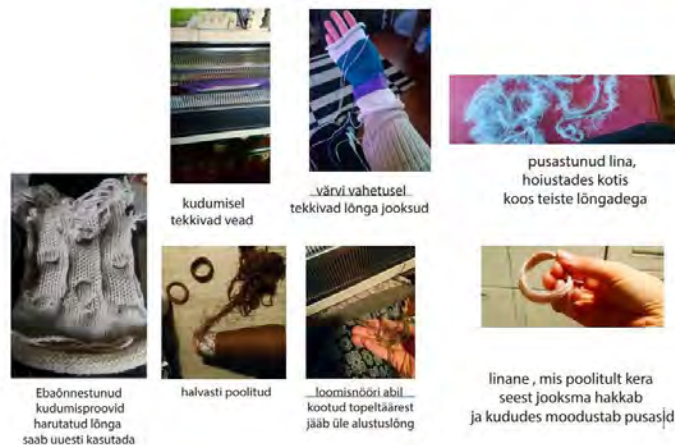 kudumisel
tekkivad vead
värvi vahetusel
tekkivad lõnga jooksud
pusastunud lina,
hoiustades kotis
koos teiste lõngadega
Ebaõnnestunud
kudumisproovid
harutatud lõnga
saab uuesti kasutada
halvasti poolitud
loomisnööri abil
kootud topeltäärest
jääb üle alustuslõng
linane , mis poolitult kera
seest jooksma hakkab
ja kududes moodustab pusasid